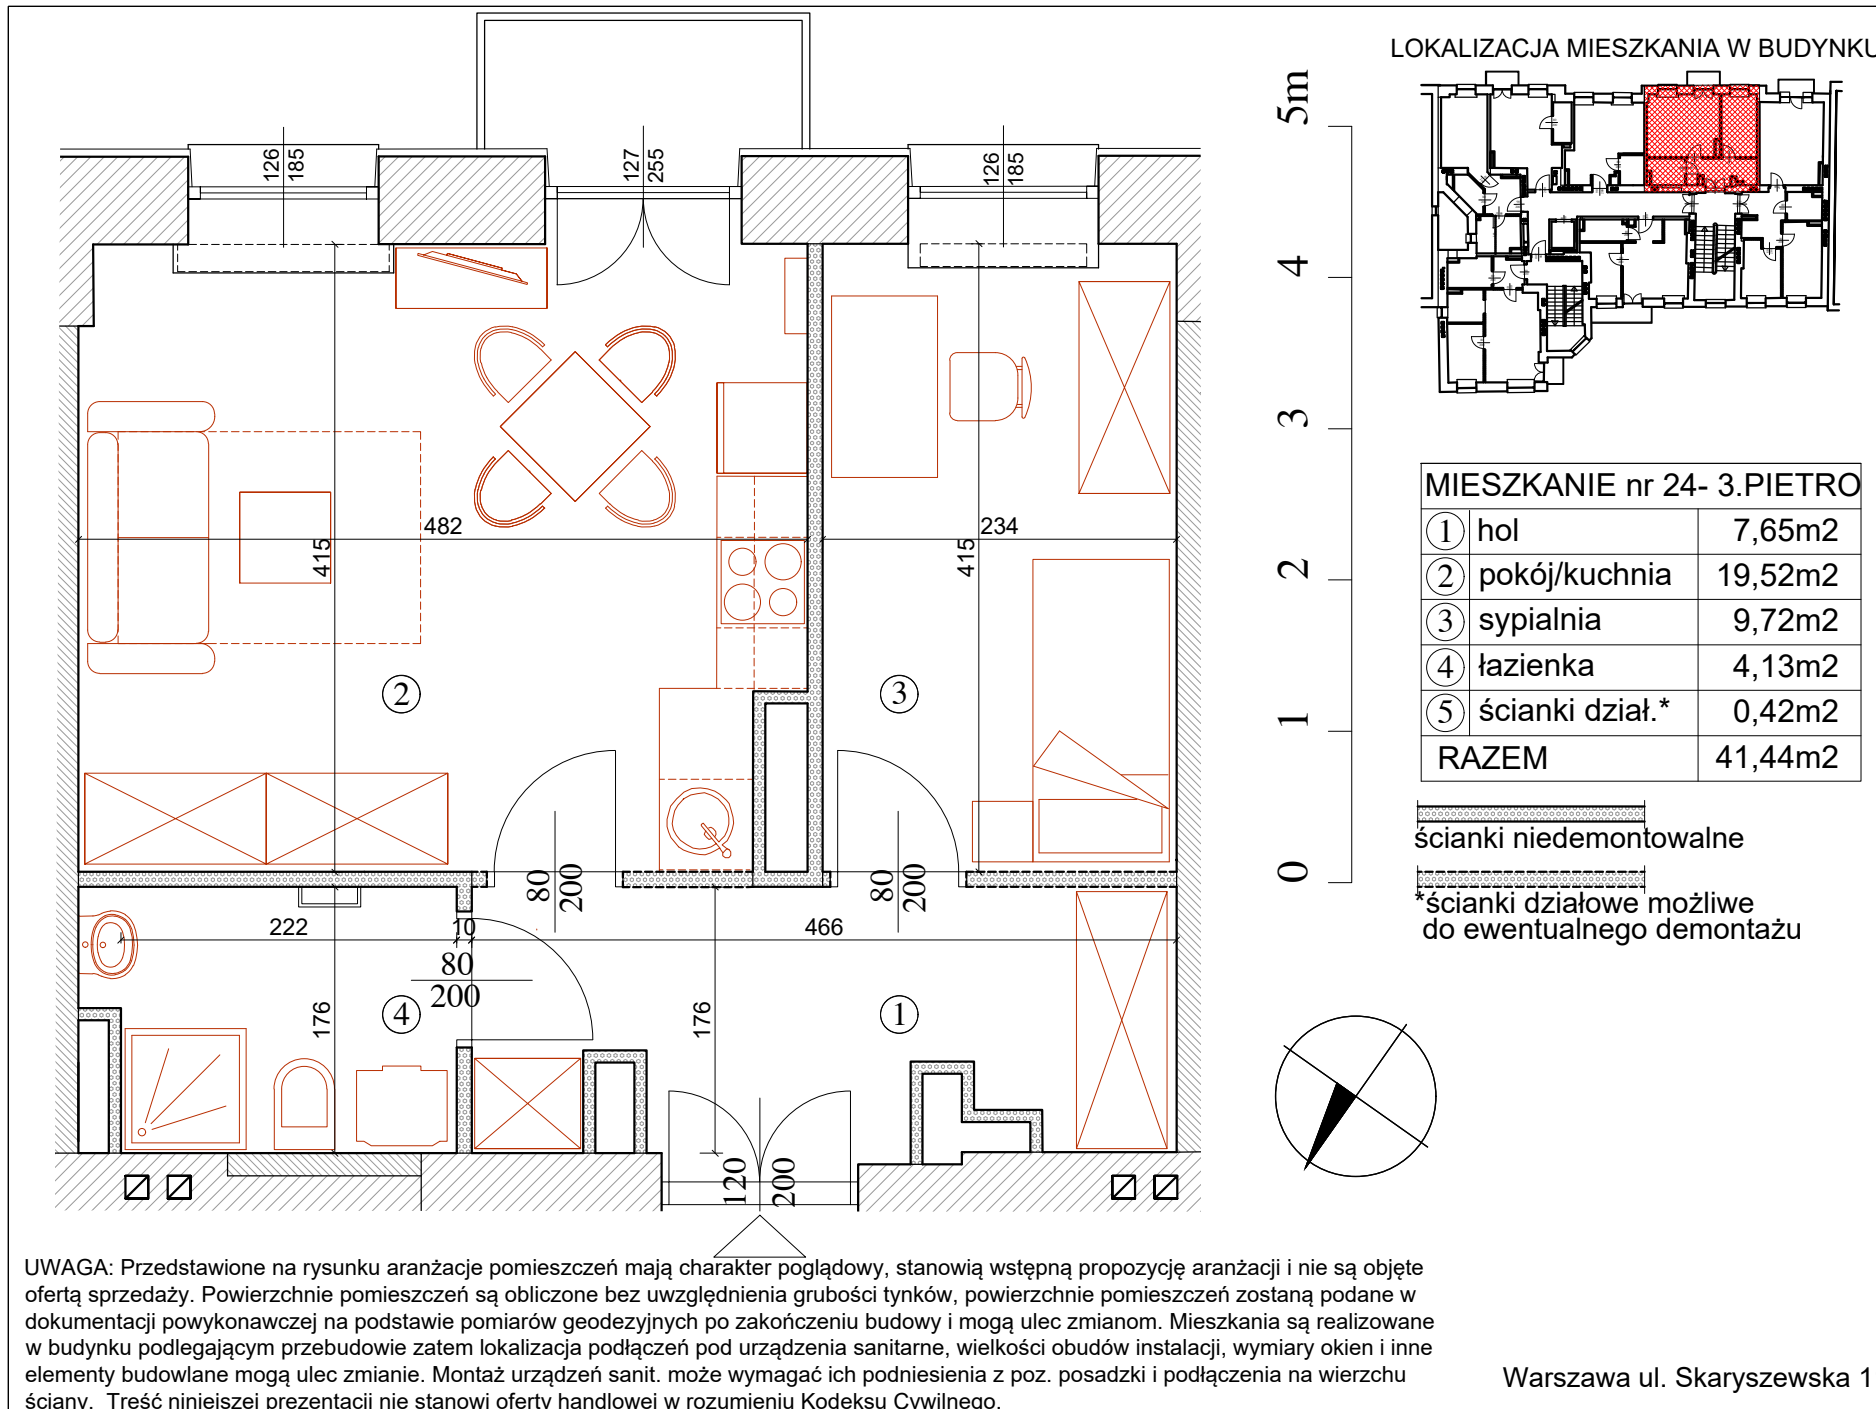 LOKALIZACJA MIESZKANIA W BUDYNKU
126
185
127
255
126
185
5m
4
3
2
1
0
482
415
234
415
2
3
80
200
80
200
222
10
466
80
200
176
4
176
1
120
200
MIESZKANIE nr 24- 3.PIETRO
1 hol 7,65m2
2 pokój/kuchnia 19,52m2
3 sypialnia 9,72m2
4 łazienka 4,13m2
5 ścianki dział.* 0,42m2
RAZEM 41,44m2
ścianki niedemontowalne
*ścianki działowe możliwe
do ewentualnego demontażu
UWAGA: Przedstawione na rysunku aranżacje pomieszczeń mają charakter poglądowy, stanowią wstępną propozycję aranżacji i nie są objęte
ofertą sprzedaży. Powierzchnie pomieszczeń są obliczone bez uwzględnienia grubości tynków, powierzchnie pomieszczeń zostaną podane w
dokumentacji powykonawczej na podstawie pomiarów geodezyjnych po zakończeniu budowy i mogą ulec zmianom. Mieszkania są realizowane
w budynku podlegającym przebudowie zatem lokalizacja podłączeń pod urządzenia sanitarne, wielkości obudów instalacji, wymiary okien i inne
elementy budowlane mogą ulec zmianie. Montaż urządzeń sanit. może wymagać ich podniesienia z poz. posadzki i podłączenia na wierzchu
ściany. Treść niniejszej prezentacji nie stanowi oferty handlowej w rozumieniu Kodeksu Cywilnego.
Warszawa ul. Skaryszewska 1